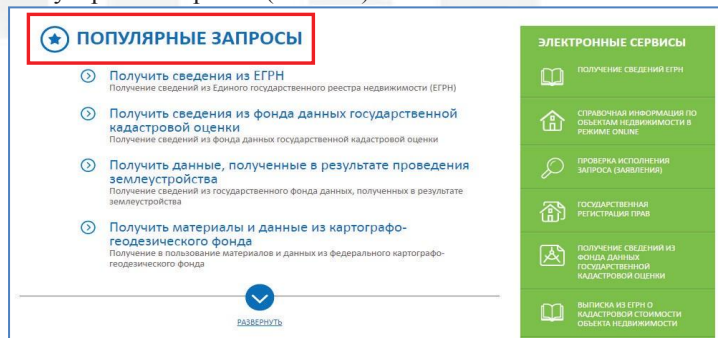 ПОПУЛЯРНЫЕ ЗАПРОСЫ
Получить сведения из ЕГРН
Получение сведений из Единого государственного реестра недвижимости (ЕГРН)
Получить сведения из фонда данных государственной
кадастровой оценки
Получение сведений из фонда данных государственной кадастровой оценки
Получить данные, полученные в результате проведения
землеустройства
Получение сведений из государственного фонда данных, полученных в результате
землеустройства
Получить материалы и данные из картографо-
геодезического фонда
Получение в пользование материалов и данных из федерального картографо-
геодезического фонда
РАЗВЕРНУТЬ
ЭЛЕКТРОННЫЕ СЕРВИСЫ
ПОЛУЧЕНИЕ СВЕДЕНИЙ ЕГРН
СПРАВОЧНАЯ ИНФОРМАЦИЯ ПО
ОБЪЕКТАМ НЕДВИЖИМОСТИ В
РЕЖИМЕ ONLINE
ПРОВЕРКА ИСПОЛНЕНИЯ
ЗАПРОСА (ЗАЯВЛЕНИЯ)
ГОСУДАРСТВЕННАЯ
РЕГИСТРАЦИЯ ПРАВ
ПОЛУЧЕНИЕ СВЕДЕНИЙ ИЗ
ФОНДА ДАННЫХ
ГОСУДАРСТВЕННОЙ
КАДАСТРОВОЙ ОЦЕНКИ
ВЫПИСКА ИЗ ЕГРН О
КАДАСТРОВОЙ СТОИМОСТИ
ОБЪЕКТА НЕДВИЖИМОСТИ